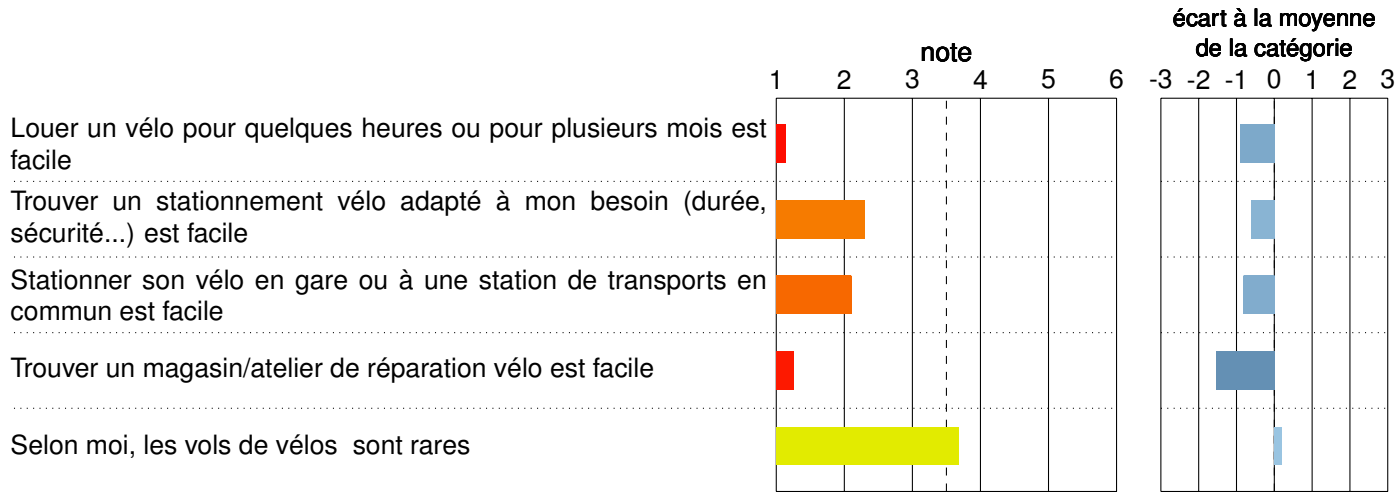 écart à la moyenne
de la catégorie
note
1 2 3 4 5 6
-3 -2 -1 0 1 2 3
Louer un vélo pour quelques heures ou pour plusieurs mois est
facile
Trouver un stationnement vélo adapté à mon besoin (durée,
sécurité...) est facile
Stationner son vélo en gare ou à une station de transports en
commun est facile
Trouver un magasin/atelier de réparation vélo est facile
Selon moi, les vols de vélos sont rares